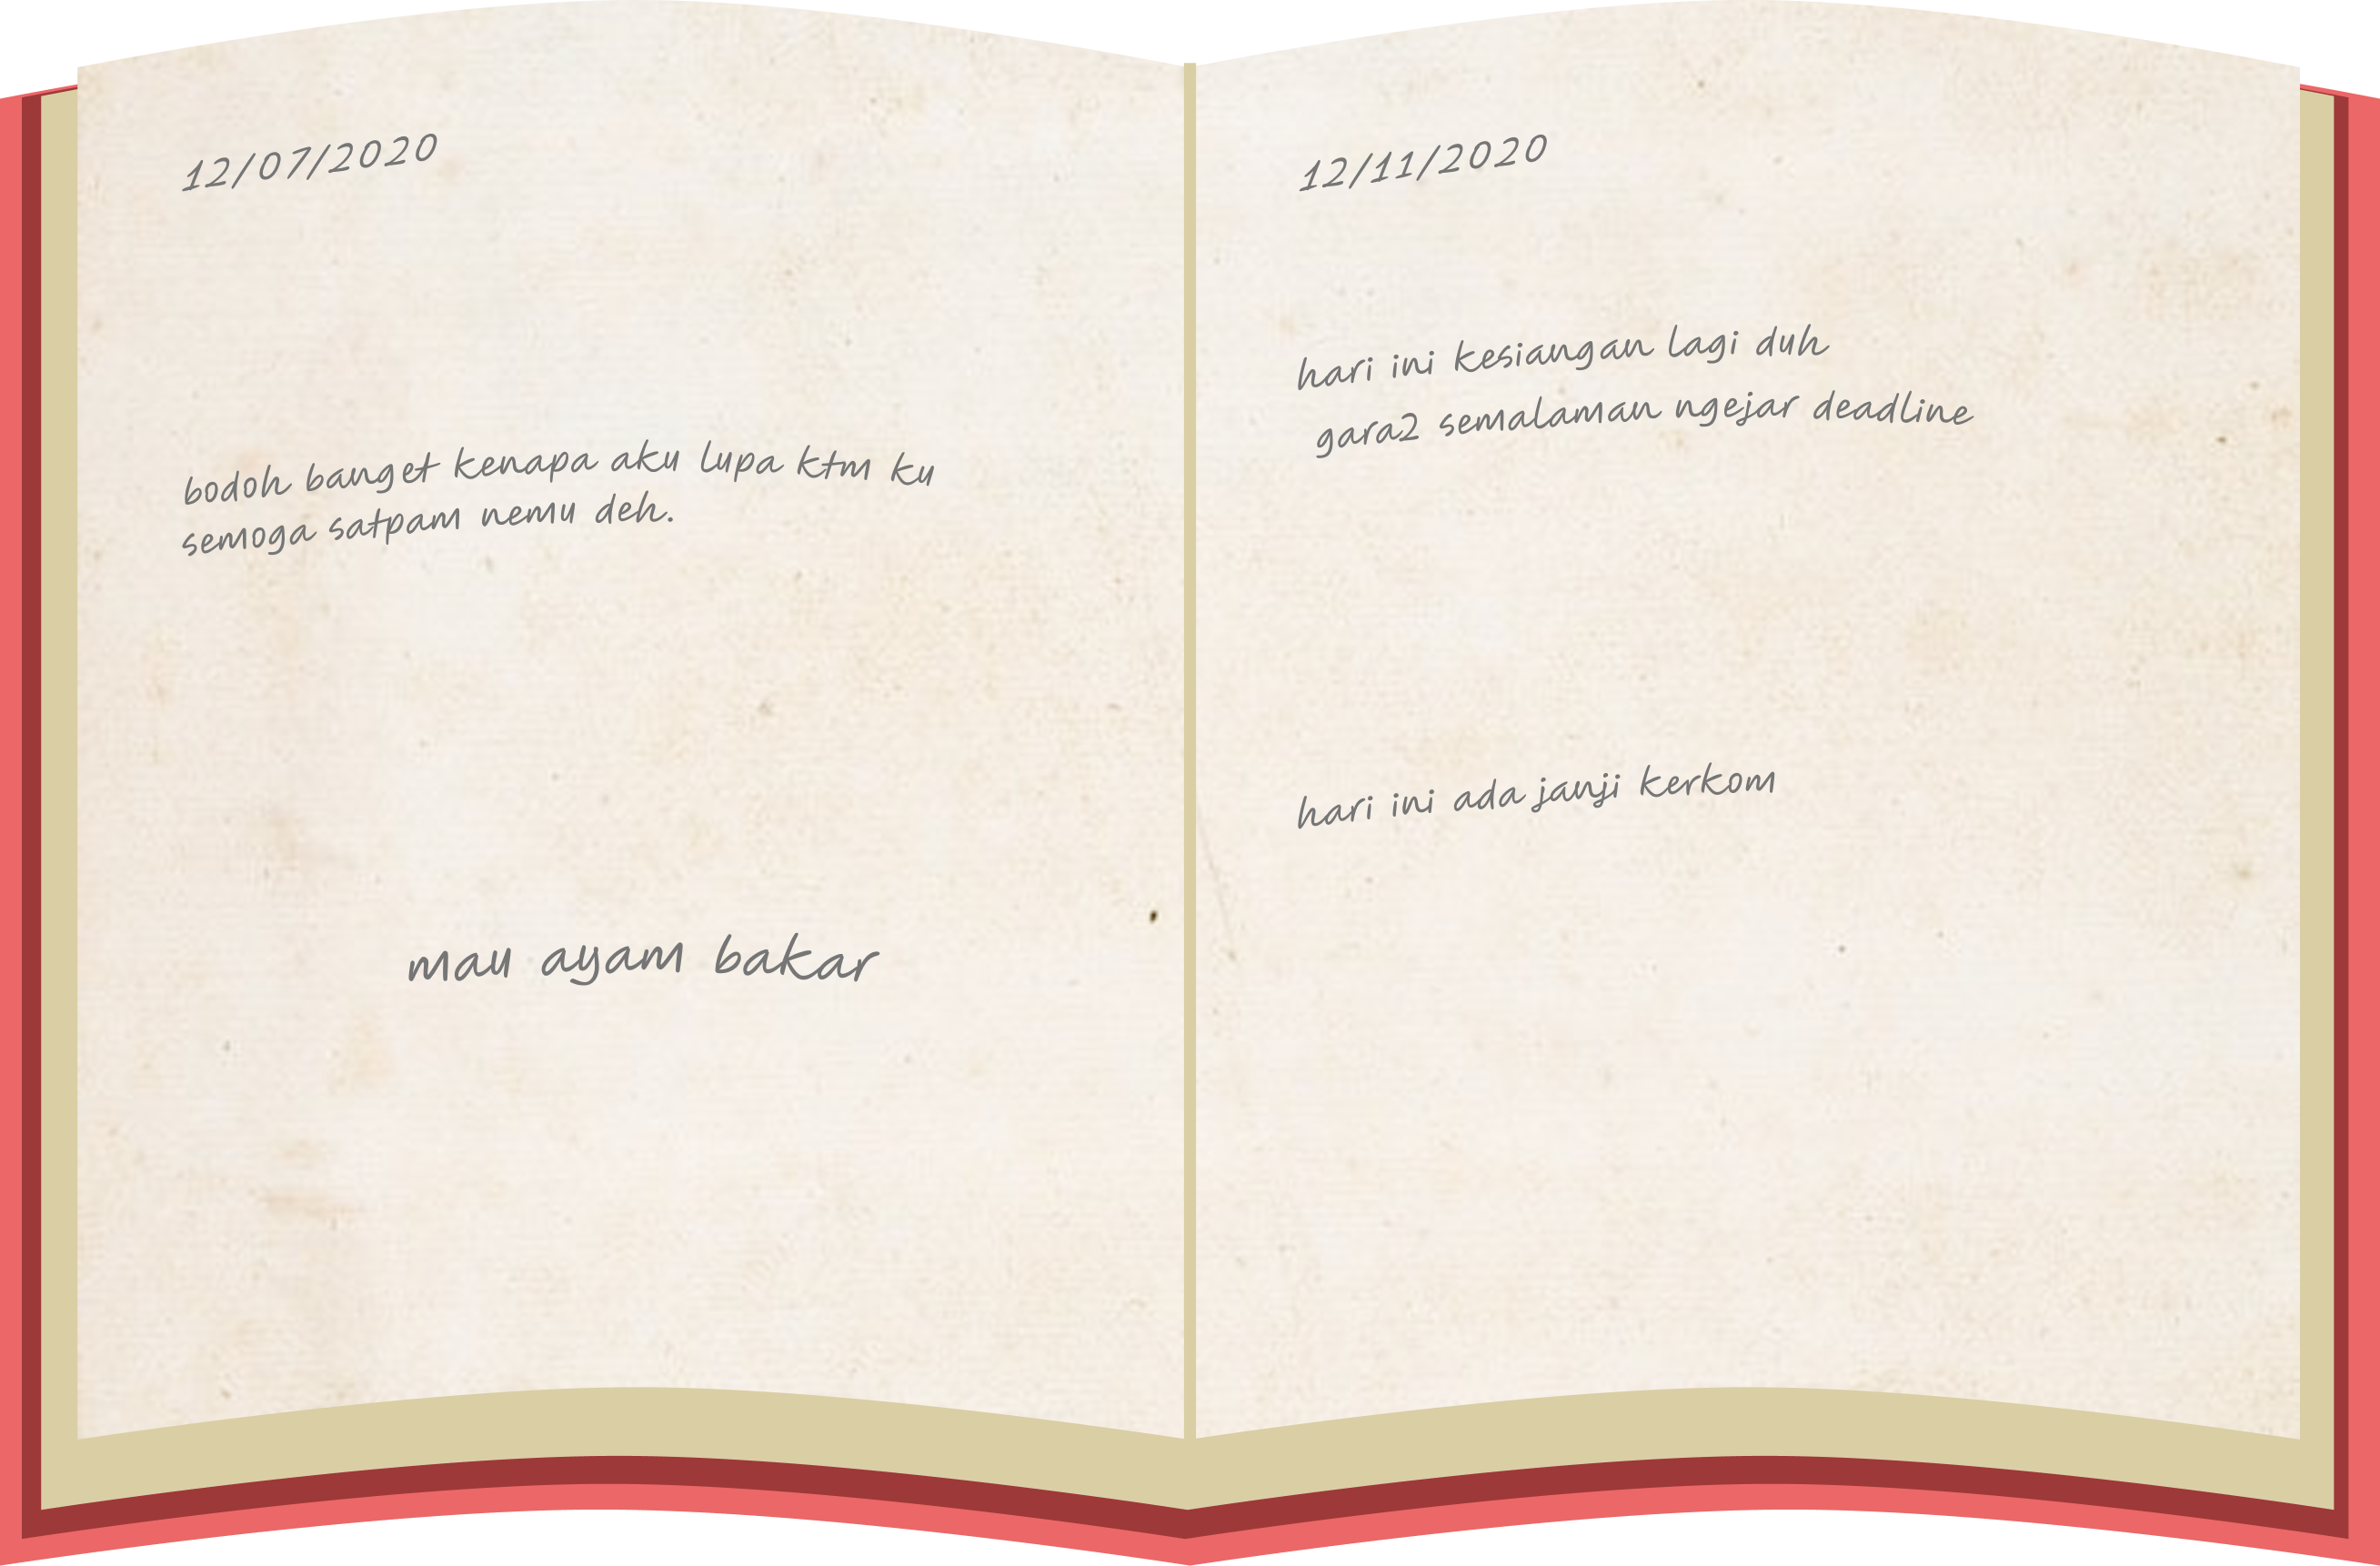 12/07/2020
bodoh banget kenapa aku lupa ktm ku
semoga satpam nemu deh.
mau ayam bakar
12/11/2020
hari ini kesiangan lagi duh
gara2 semalaman ngejar deadline
hari ini ada janji kerkom